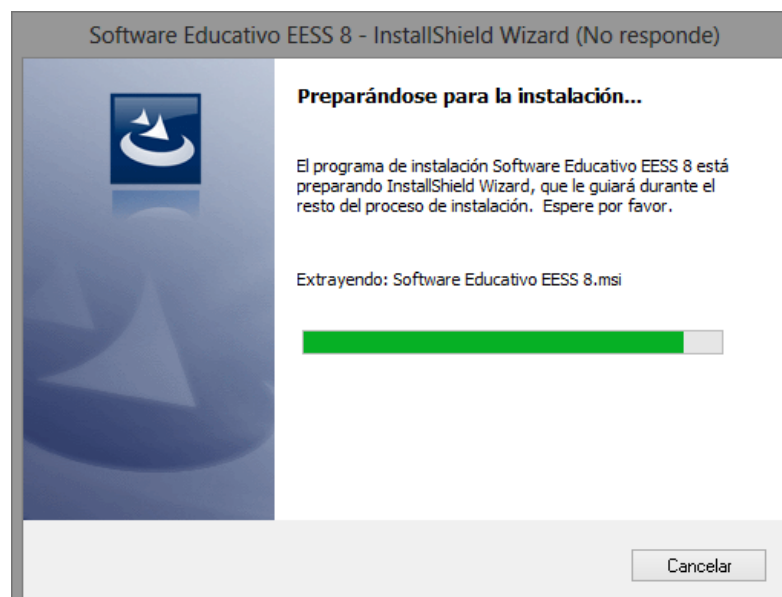 Software Educativo EESS 8 - InstallShield Wizard (No responde)
Preparándose para la instalación...
El programa de instalación Software Educativo EESS 8 está
preparando InstallShield Wizard, que le guiará durante el
resto del proceso de instalación. Espere por favor.
Extrayendo: Software Educativo EESS 8.msi
Cancelar